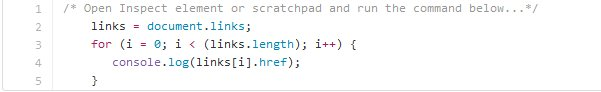 1 /* Open Inspect element or scratchpad and run the command below...*/
2 links = document.links;
3 for (i = 0; i < (links.length); i++) {
4 console.log(links[i].href);
5 }